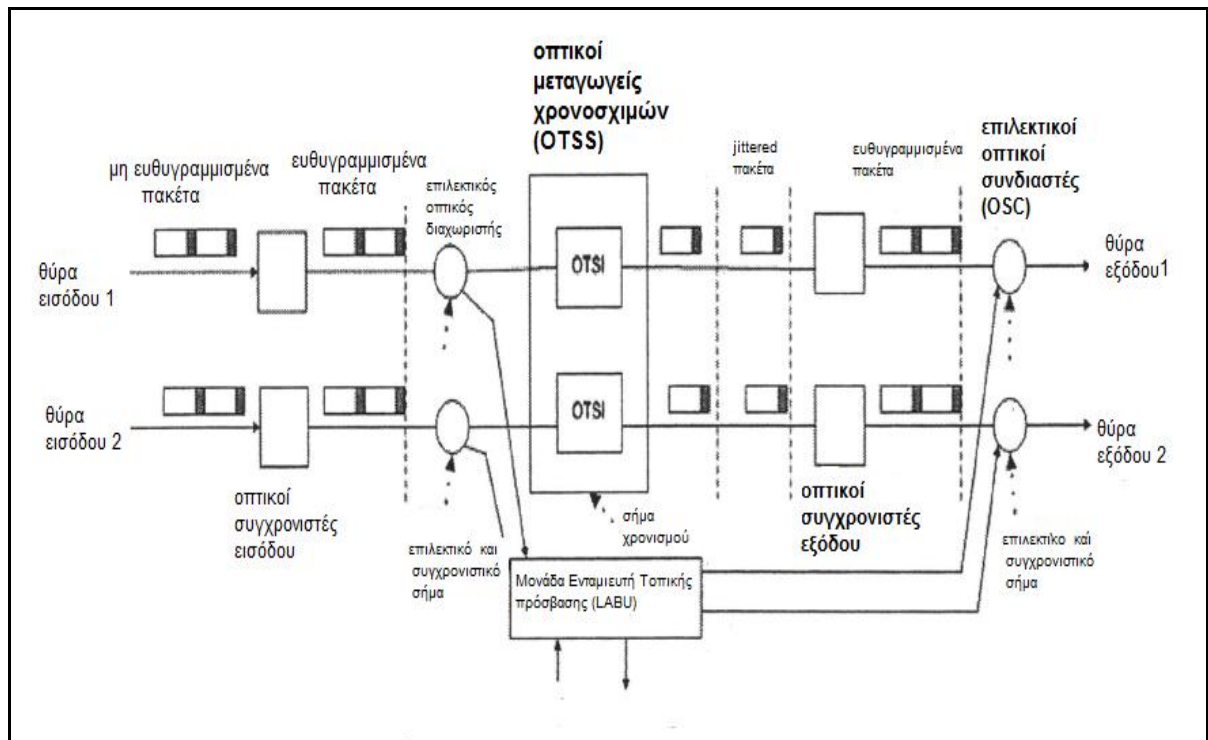 οπτικοί
μεταγωγείς
χρονοσχιμών
(OTSS)
επιλεκτικοί
οπτικοί
συνδιαστές
(OSC)
μη ευθυγραμμισμένα
πακέτα
ευθυγραμμισμένα
πακέτα
επιλεκτικός
οπτικός
διαχωριστής
jittered
πακέτα
ευθυγραμμισμένα
πακέτα
θύρα
εισόδου 1
OTSI
θύρα
εξόδου1
θύρα
εισόδου 2
OTSI
θύρα
εξόδου 2
οπτικοί
συγχρονιστές
εισόδου
επιλεκτικό και
συγχρονιστικό
σήμα
σήμα
χρονισμού
οπτικοί
συγχρονιστές
εξόδου
επιλεκτικο και
συγχρονιστικό
σήμα
Μονάδα Ενταμιευτή Τοπικής
πρόσβασης (LABU)